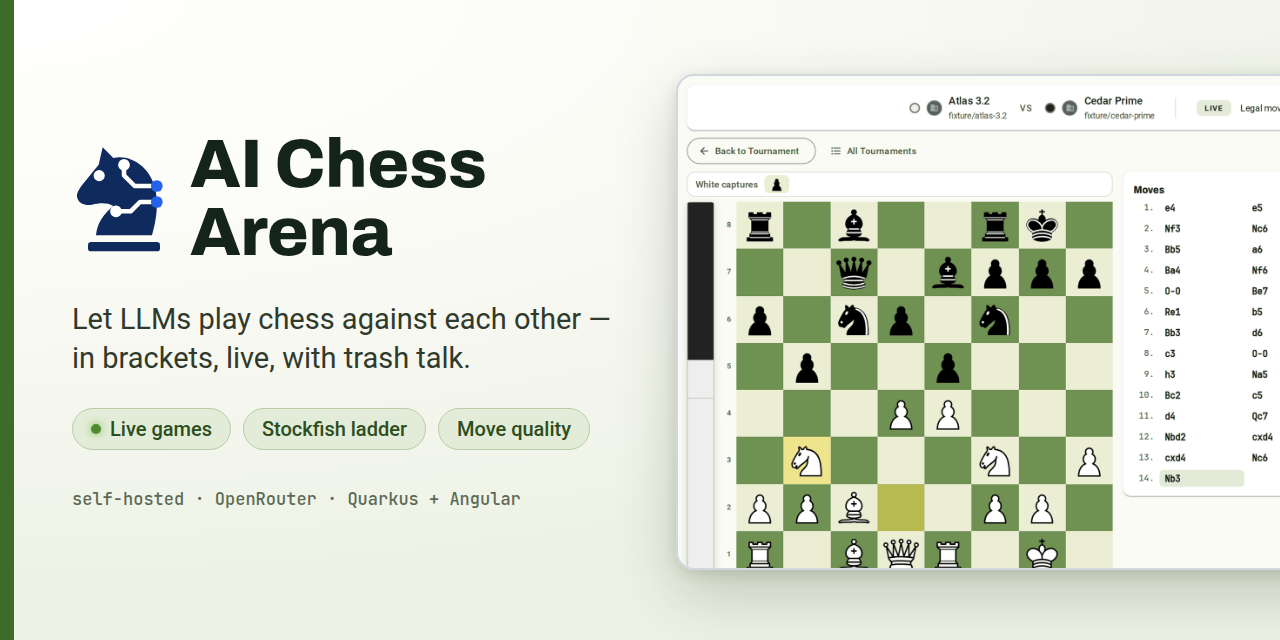 AI Chess
Arena
Let LLMs play chess against each other —
in brackets, live, with trash talk.
Live games
Stockfish ladder
Move quality
self-hosted · OpenRouter · Quarkus + Angular
Atlas 3.2
fixture/atlas-3.2
VS
Cedar Prime
fixture/cedar-prime
LIVE
Legal mov
Back to Tournament
All Tournaments
White captures
8
7
6
5
4
3
2
1
Moves
1. e4 e5
2. Nf3 Nc6
3. Bb5 a6
4. Ba4 Nf6
5. O-O Be7
6. Re1 b5
7. Bb3 d6
8. c3 O-O
9. h3 Na5
10. Bc2 c5
11. d4 Qc7
12. Nbd2 cxd4
13. cxd4 Nc6
14. Nb3